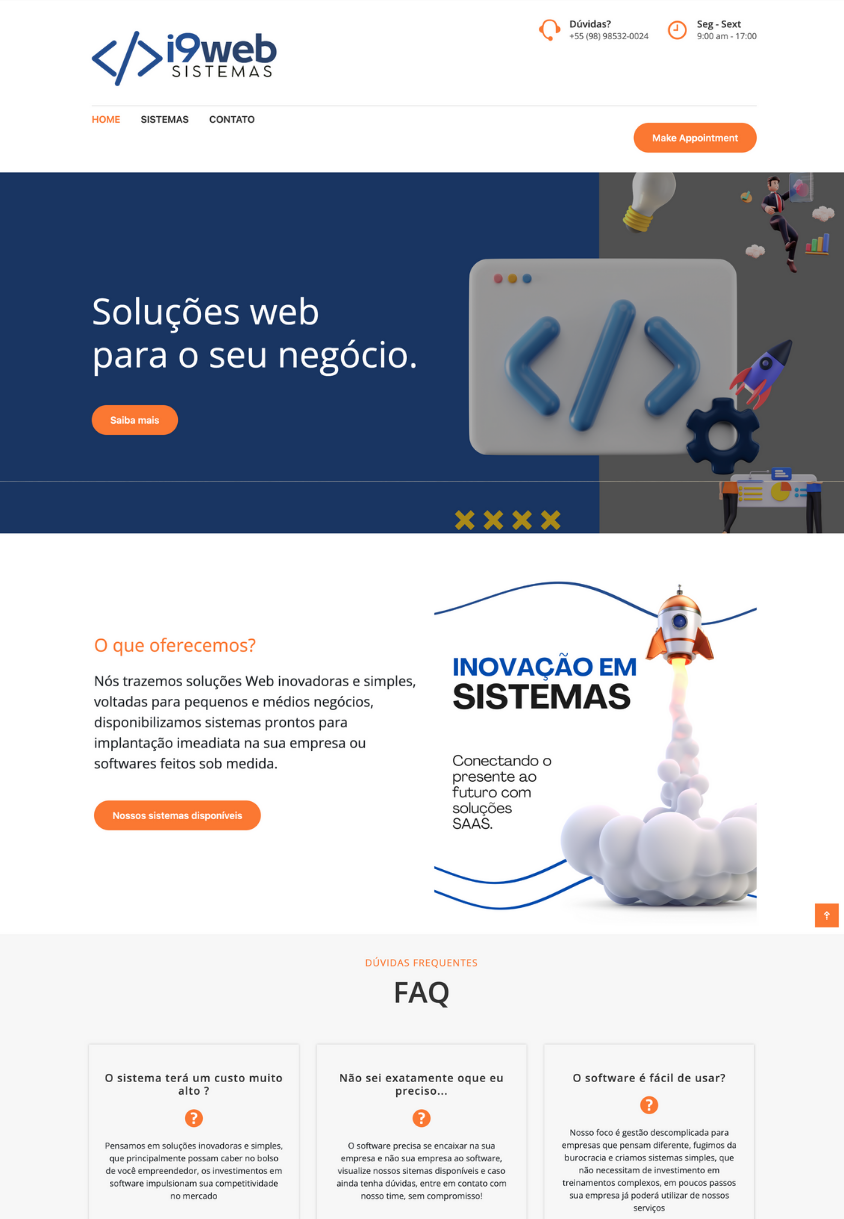 i9web
SISTEMAS
Dúvidas?
+55 (98) 98532-0024
Seg - Sext
9:00 am - 17:00
HOME SISTEMAS CONTATO
Make Appointment
Soluções web
para o seu negócio.
Saiba mais
O que oferecemos?
Nós trazemos soluções Web inovadoras e simples,
voltadas para pequenos e médios negócios,
disponibilizamos sistemas prontos para
implantação imeadiata na sua empresa ou
softwares feitos sob medida.
Nossos sistemas disponíveis
INOVAÇÃO EM
SISTEMAS
Conectando o
presente ao
futuro com
soluções
SAAS.
DÚVIDAS FREQUENTES
FAQ
O sistema terá um custo muito
alto ?
Pensamos em soluções inovadoras e simples,
que principalmente possam caber no bolso
de você empreendedor, os investimentos em
software impulsionam sua competitividade
no mercado
Não sei exatamente oque eu
preciso...
O software precisa se encaixar na sua
empresa e não sua empresa ao software,
visualize nossos sitemas disponíveis e caso
ainda tenha dúvidas, entre em contato com
nosso time, sem compromisso!
O software é fácil de usar?
Nosso foco é gestão descomplicada para
empresas que pensam diferente, fugimos da
burocracia e criamos sistemas simples, que
não necessitam de investimento em
treinamentos complexos, em poucos passos
sua empresa já poderá utilizar de nossos
serviços